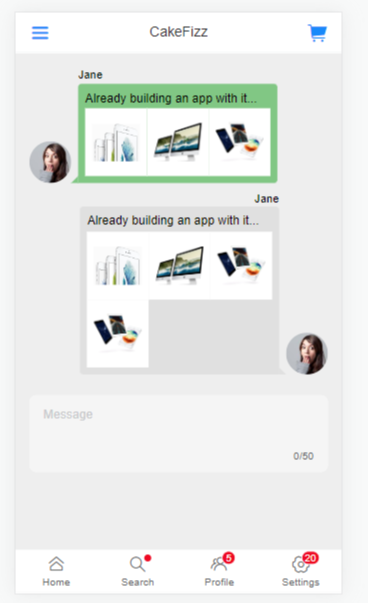 CakeFizz
Jane
Already building an app with it...
Jane
Already building an app with it...
Message
0/50
5
20
Home
Search
Profile
Settings